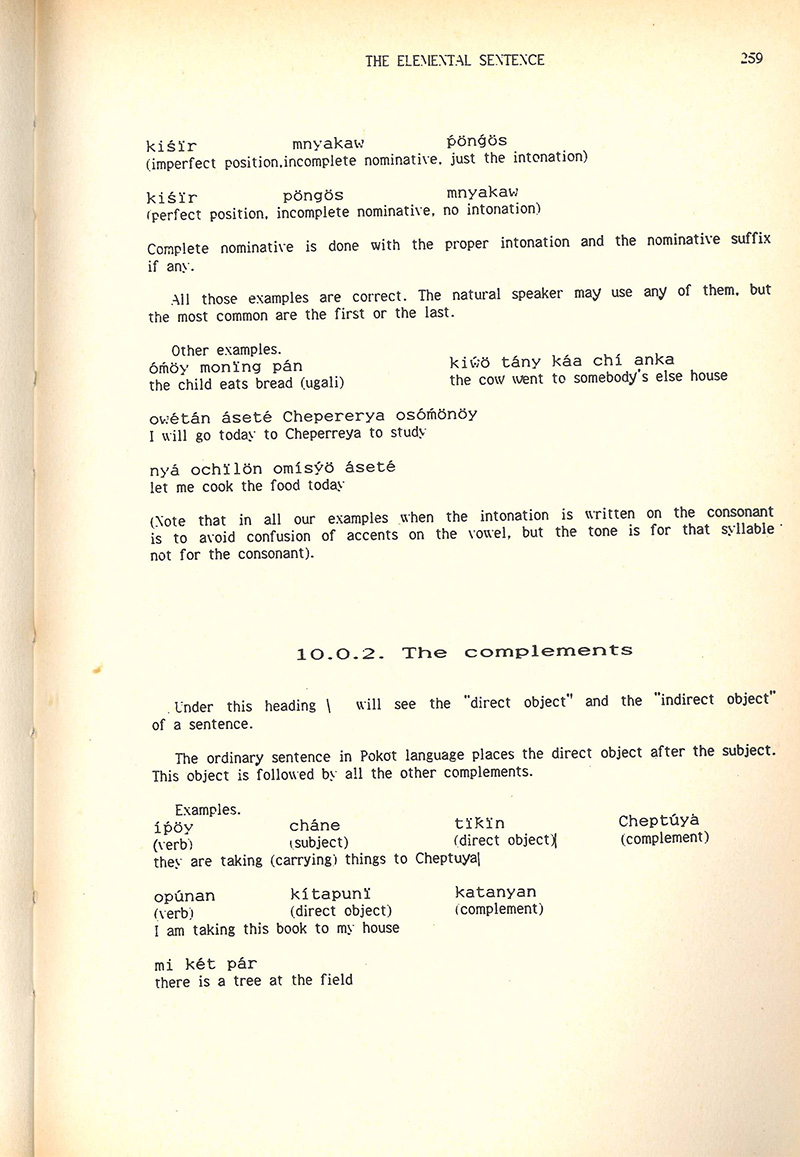 THE ELEMENTAL SENTENCE 259
kiśïr mnyakaw ṕönǵös
(imperfect position,incomplete nominative, just the intonation)
kiśïr pöngös mnyakaw
(perfect position, incomplete nominative, no intonation)
Complete nominative is done with the proper intonation and the nominative suffix
if any.
All those examples are correct. The natural speaker may use any of them, but
the most common are the first or the last.
Other examples.
óḿöy monïng pán kiẃö tány káa chí anka
the child eats bread (ugali) the cow went to somebody's else house
owétán áseté Chepererya osóḿönöy
I will go today to Cheperreya to study
nyá ochïlön omísýö áseté
let me cook the food today
(Note that in all our examples when the intonation is written on the consonant
is to avoid confusion of accents on the vowel, but the tone is for that syllable
not for the consonant).
10.0.2. The complements
Under this heading \ will see the "direct object" and the "indirect object"
of a sentence.
The ordinary sentence in Pokot language places the direct object after the subject.
This object is followed by all the other complements.
Examples.
íṕöy cháne tïḱïn Cheptúyà
(verb) (subject) (direct object) (complement)
they are taking (carrying) things to Cheptuya
opúnan kítapunï katanyan
(verb) (direct object) (complement)
I am taking this book to my house
mi két pár
there is a tree at the field